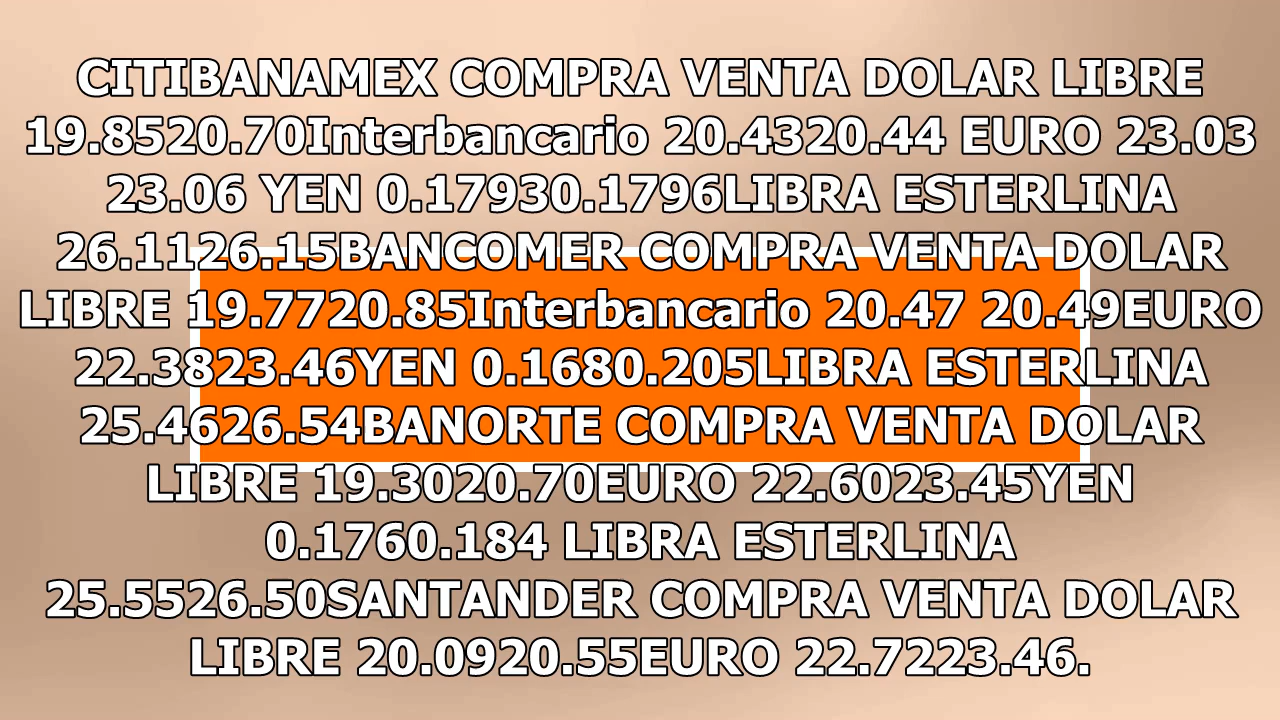 CITIBANAMEX COMPRA VENTA DOLAR LIBRE
19.8520.70Interbancario 20.4320.44 EURO 23.03
23.06 YEN 0.17930.1796LIBRA ESTERLINA
26.1126.15BANCOMER COMPRA VENTA DOLAR
LIBRE 19.7720.85Interbancario 20.47 20.49EURO
22.3823.46YEN 0.1680.205LIBRA ESTERLINA
25.4626.54BANORTE COMPRA VENTA DOLAR
LIBRE 19.3020.70EURO 22.6023.45YEN
0.1760.184 LIBRA ESTERLINA
25.5526.50SANTANDER COMPRA VENTA DOLAR
LIBRE 20.0920.55EURO 22.7223.46.